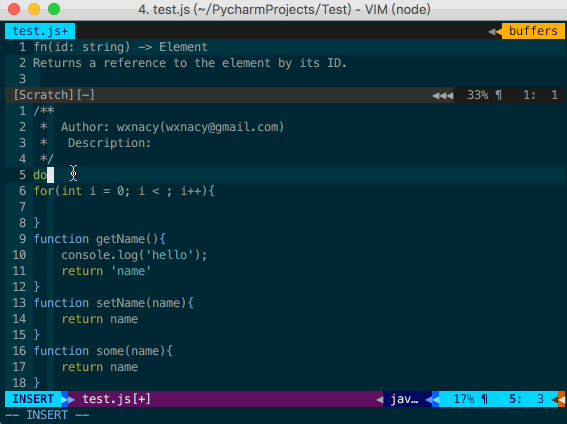 4. test.js (~/PycharmProjects/Test) - VIM (node)
test.js+ buffers
1 fn(id: string) -> Element
2 Returns a reference to the element by its ID.
3
[Scratch][-] 33% ¶ 1: 1
1 /**
2  *  Author: wxnacy(wxnacy@gmail.com)
3  *   Description:
4  */
5 do
6 for(int i = 0; i < ; i++){
7
8 }
9 function getName(){
10     console.log('hello');
11     return 'name'
12 }
13 function setName(name){
14     return name
15 }
16 function some(name){
17     return name
18 }
INSERT test.js[+] jav… 17% ¶ 5: 3
-- INSERT --